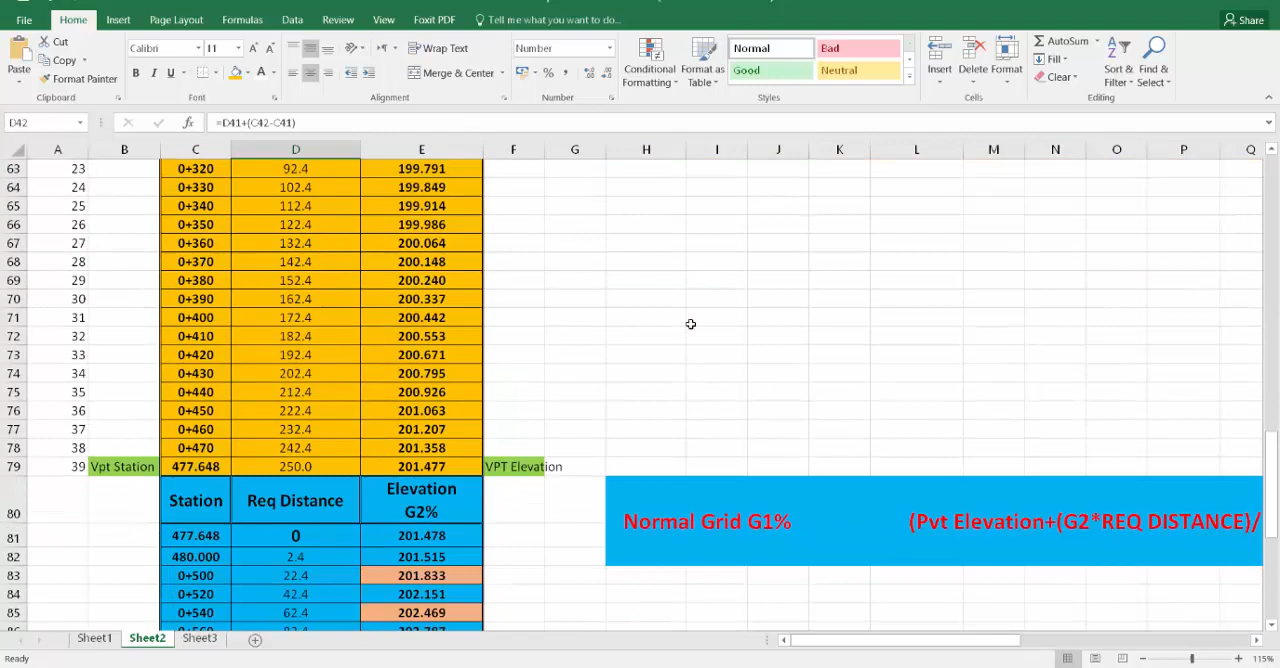 File Home Insert Page Layout Formulas Data Review View Foxit PDF Tell me what you want to do... Share
Cut
Copy
Format Painter
Paste
Clipboard
Calibri 11
B I U
Font
Wrap Text
Merge & Center
Alignment
Number
%
Number
Conditional Formatting
Format as Table
Normal Bad
Good Neutral
Styles
Insert Delete Format
Cells
AutoSum
Fill
Clear
Sort & Filter
Find & Select
Editing
D42 fx =D41+(C42-C41)
A B C D E F G H I J K L M N O P Q
63 23 0+320 92.4 199.791
64 24 0+330 102.4 199.849
65 25 0+340 112.4 199.914
66 26 0+350 122.4 199.986
67 27 0+360 132.4 200.064
68 28 0+370 142.4 200.148
69 29 0+380 152.4 200.240
70 30 0+390 162.4 200.337
71 31 0+400 172.4 200.442
72 32 0+410 182.4 200.553
73 33 0+420 192.4 200.671
74 34 0+430 202.4 200.795
75 35 0+440 212.4 200.926
76 36 0+450 222.4 201.063
77 37 0+460 232.4 201.207
78 38 0+470 242.4 201.358
79 39 Vpt Station 477.648 250.0 201.477 VPT Elevation
80 Station Req Distance Elevation G2% Normal Grid G1% (Pvt Elevation+(G2*REQ DISTANCE)/
81 477.648 0 201.478
82 480.000 2.4 201.515
83 0+500 22.4 201.833
84 0+520 42.4 202.151
85 0+540 62.4 202.469
Sheet1 Sheet2 Sheet3
Ready 115%